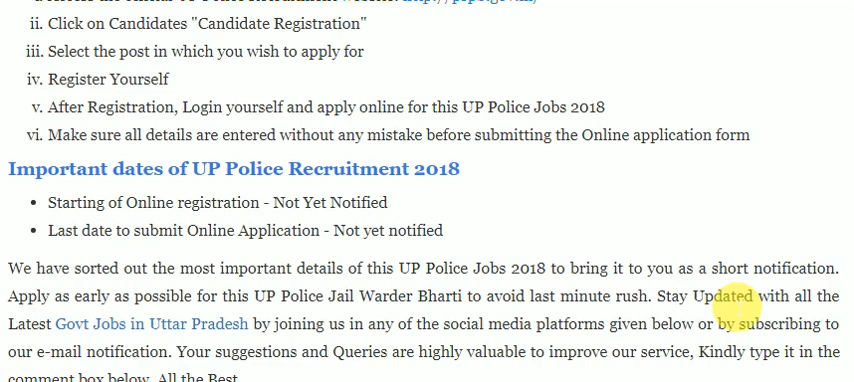 ii. Click on Candidates "Candidate Registration"
iii. Select the post in which you wish to apply for
iv. Register Yourself
v. After Registration, Login yourself and apply online for this UP Police Jobs 2018
vi. Make sure all details are entered without any mistake before submitting the Online application form
Important dates of UP Police Recruitment 2018
• Starting of Online registration - Not Yet Notified
• Last date to submit Online Application - Not yet notified
We have sorted out the most important details of this UP Police Jobs 2018 to bring it to you as a short notification.
Apply as early as possible for this UP Police Jail Warder Bharti to avoid last minute rush. Stay Updated with all the
Latest Govt Jobs in Uttar Pradesh by joining us in any of the social media platforms given below or by subscribing to
our e-mail notification. Your suggestions and Queries are highly valuable to improve our service, Kindly type it in the
comment box below. All the Best